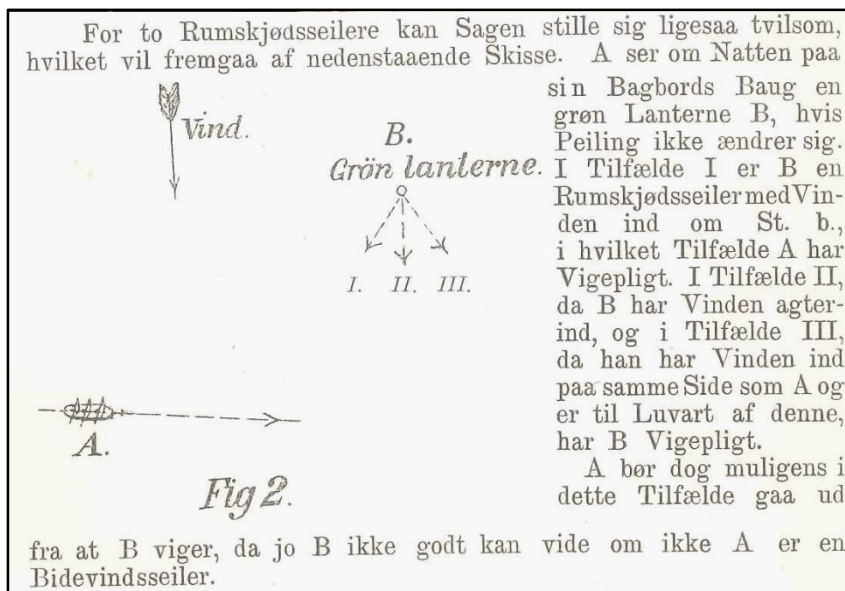 For to Rumskjødsseilere kan Sagen stille sig ligesaa tvilsom,
hvilket vil fremgaa af nedenstaaende Skisse. A ser om Natten paa
sin Bagbords Baug en
grøn Lanterne B, hvis
Peiling ikke ændrer sig.
I Tilfælde I er B en
Rumskjødsseiler med Vin-
den ind om St. b.,
i hvilket Tilfælde A har
Vigepligt. I Tilfælde II,
da B har Vinden agter-
ind, og i Tilfælde III,
da han har Vinden ind
paa samme Side som A og
er til Luvart af denne,
har B Vigepligt.
A bør dog muligens i
dette Tilfælde gaa ud
fra at B viger, da jo B ikke godt kan vide om ikke A er en
Bidevindsseiler.
Vind.
B.
Grön lanterne.
I. II. III.
A.
Fig 2.